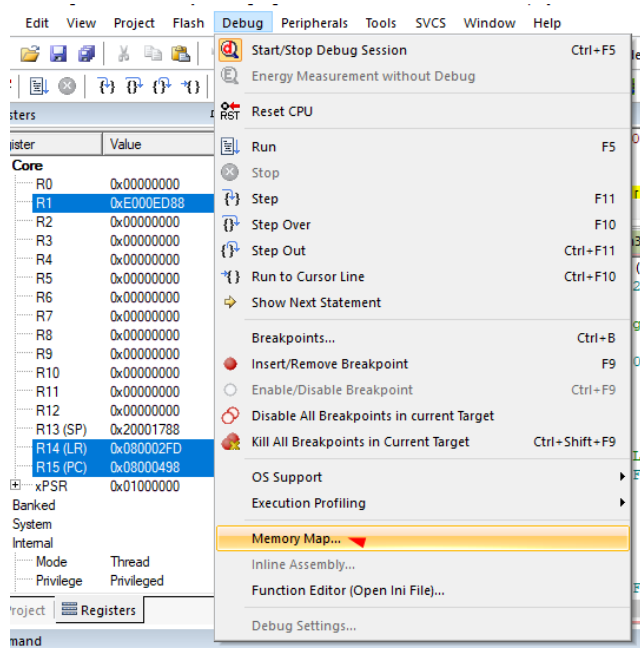 Edit View Project Flash Debug Peripherals Tools SVCS Window Help
Start/Stop Debug Session Ctrl+F5
Energy Measurement without Debug
RST Reset CPU
Run F5
Stop
Step F11
Step Over F10
Step Out Ctrl+F11
Run to Cursor Line Ctrl+F10
Show Next Statement
Breakpoints... Ctrl+B
Insert/Remove Breakpoint F9
Enable/Disable Breakpoint Ctrl+F9
Disable All Breakpoints in current Target
Kill All Breakpoints in Current Target Ctrl+Shift+F9
OS Support
Execution Profiling
Memory Map...
Inline Assembly...
Function Editor (Open Ini File)...
Debug Settings...
sters
ister Value
Core
R0 0x00000000
R1 0xE000ED88
R2 0x00000000
R3 0x00000000
R4 0x00000000
R5 0x00000000
R6 0x00000000
R7 0x00000000
R8 0x00000000
R9 0x00000000
R10 0x00000000
R11 0x00000000
R12 0x00000000
R13 (SP) 0x20001788
R14 (LR) 0x080002FD
R15 (PC) 0x08000498
xPSR 0x01000000
Banked
System
Internal
Mode Thread
Privilege Privileged
Project Registers
mand